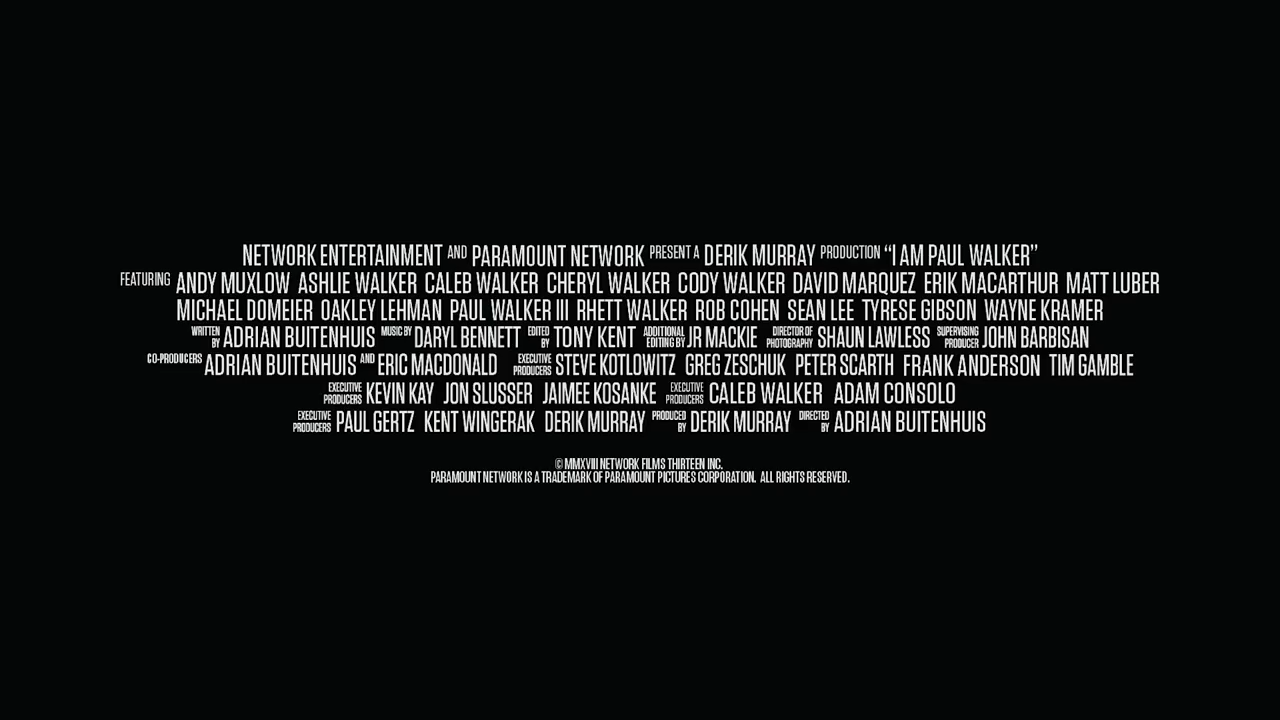 NETWORK ENTERTAINMENT AND PARAMOUNT NETWORK PRESENT A DERIK MURRAY PRODUCTION “I AM PAUL WALKER”
FEATURING ANDY MUXLOW ASHLIE WALKER CALEB WALKER CHERYL WALKER CODY WALKER DAVID MARQUEZ ERIK MACARTHUR MATT LUBER
MICHAEL DOMEIER OAKLEY LEHMAN PAUL WALKER III RHETT WALKER ROB COHEN SEAN LEE TYRESE GIBSON WAYNE KRAMER
WRITTEN BY ADRIAN BUITENHUIS MUSIC BY DARYL BENNETT EDITED BY TONY KENT ADDITIONAL EDITING BY JR MACKIE DIRECTOR OF PHOTOGRAPHY SHAUN LAWLESS SUPERVISING PRODUCER JOHN BARBISAN
CO-PRODUCERS ADRIAN BUITENHUIS AND ERIC MACDONALD EXECUTIVE PRODUCERS STEVE KOTLOWITZ GREG ZESCHUK PETER SCARTH FRANK ANDERSON TIM GAMBLE
EXECUTIVE PRODUCERS KEVIN KAY JON SLUSSER JAIMEE KOSANKE EXECUTIVE PRODUCERS CALEB WALKER ADAM CONSOLO
EXECUTIVE PRODUCERS PAUL GERTZ KENT WINGERAK DERIK MURRAY PRODUCED BY DERIK MURRAY DIRECTED BY ADRIAN BUITENHUIS
© MMXVIII NETWORK FILMS THIRTEEN INC.
PARAMOUNT NETWORK IS A TRADEMARK OF PARAMOUNT PICTURES CORPORATION. ALL RIGHTS RESERVED.